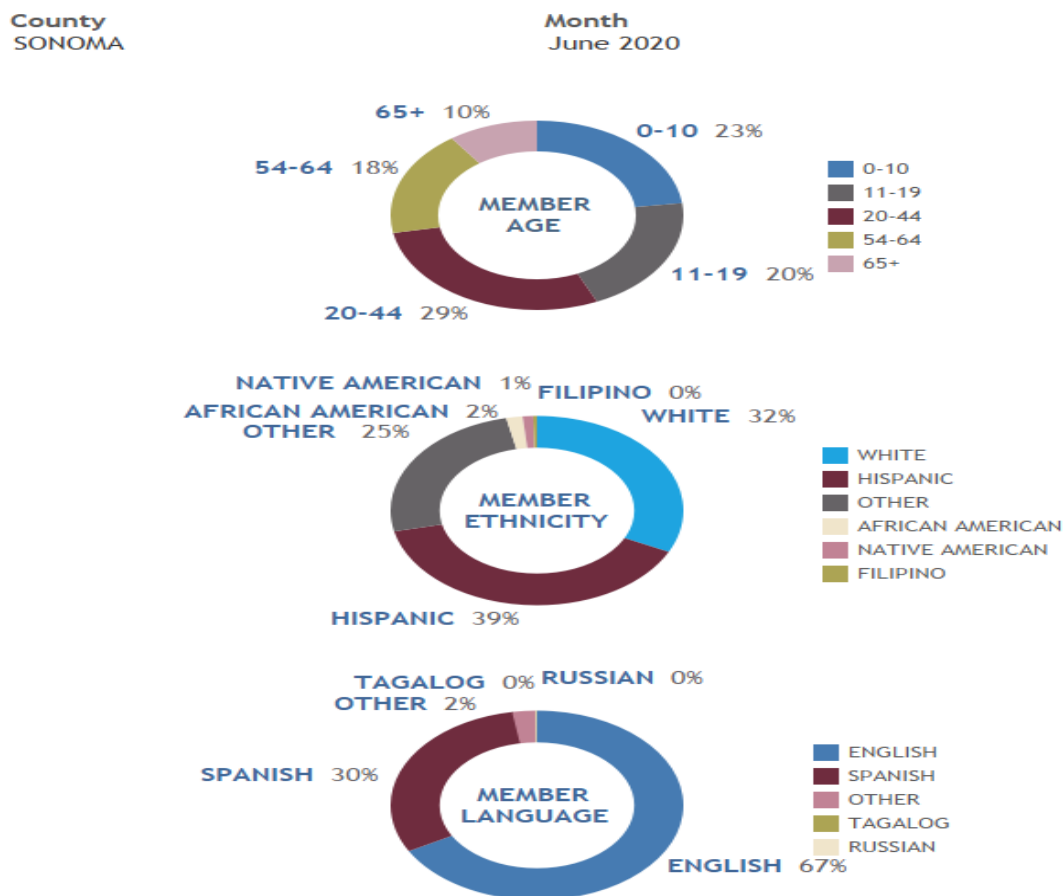 County
SONOMA
Month
June 2020
65+ 10%
0-10 23%
54-64 18%
MEMBER
AGE
11-19 20%
20-44 29%
0-10
11-19
20-44
54-64
65+
NATIVE AMERICAN 1%
FILIPINO 0%
AFRICAN AMERICAN 2%
WHITE 32%
OTHER 25%
MEMBER
ETHNICITY
HISPANIC 39%
WHITE
HISPANIC
OTHER
AFRICAN AMERICAN
NATIVE AMERICAN
FILIPINO
TAGALOG 0%
RUSSIAN 0%
OTHER 2%
SPANISH 30%
MEMBER
LANGUAGE
ENGLISH 67%
ENGLISH
SPANISH
OTHER
TAGALOG
RUSSIAN